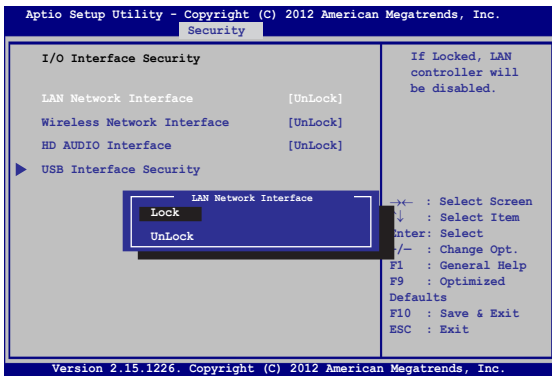 Aptio Setup Utility - Copyright (C) 2012 American Megatrends, Inc.
Security
I/O Interface Security
LAN Network Interface [UnLock]
Wireless Network Interface [UnLock]
HD AUDIO Interface [UnLock]
USB Interface Security
If Locked, LAN
controller will
be disabled.
LAN Network Interface
Lock
UnLock
→← : Select Screen
↑↓ : Select Item
Enter: Select
+/— : Change Opt.
F1 : General Help
F9 : Optimized
Defaults
F10 : Save & Exit
ESC : Exit
Version 2.15.1226. Copyright (C) 2012 American Megatrends, Inc.